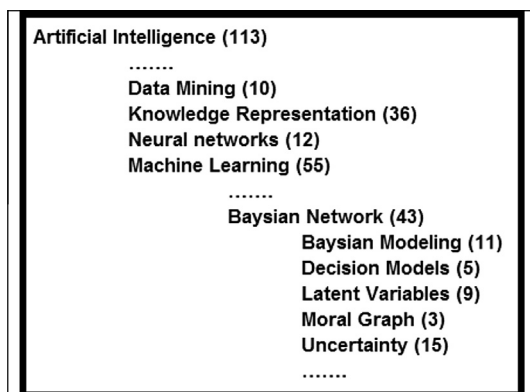 Artificial Intelligence (113)
.......
Data Mining (10)
Knowledge Representation (36)
Neural networks (12)
Machine Learning (55)
.......
Baysian Network (43)
Baysian Modeling (11)
Decision Models (5)
Latent Variables (9)
Moral Graph (3)
Uncertainty (15)
.......